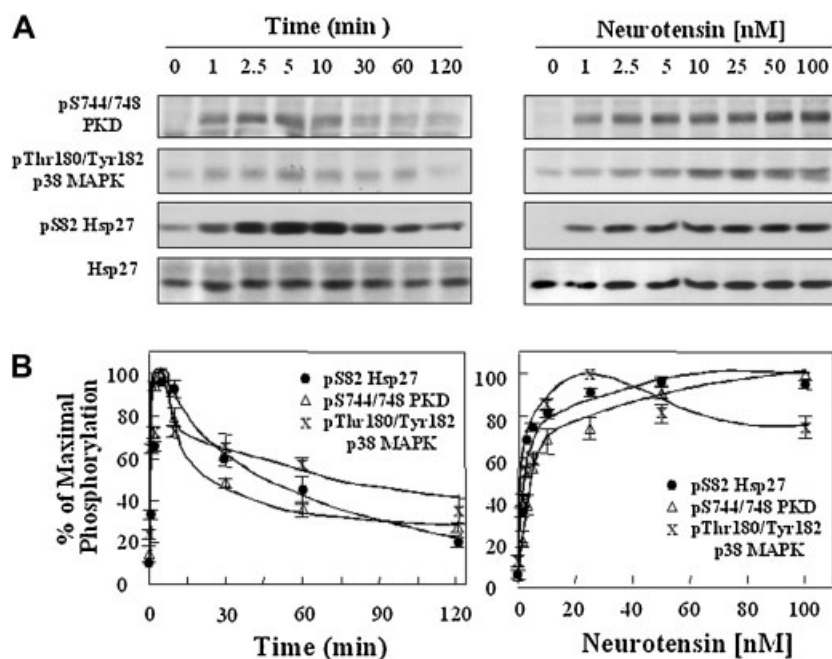 A
Time (min )
Neurotensin [nM]
0 1 2.5 5 10 30 60 120
0 1 2.5 5 10 25 50 100
pS744/748
PKD
pThr180/Tyr182
p38 MAPK
pS82 Hsp27
Hsp27
B
% of Maximal
Phosphorylation
100
80
60
40
20
0
pS82 Hsp27
pS744/748 PKD
pThr180/Tyr182
p38 MAPK
0 30 60 90 120
Time (min)
100
80
60
40
20
0
pS82 Hsp27
pS744/748 PKD
pThr180/Tyr182
p38 MAPK
0 20 40 60 80 100
Neurotensin [nM]